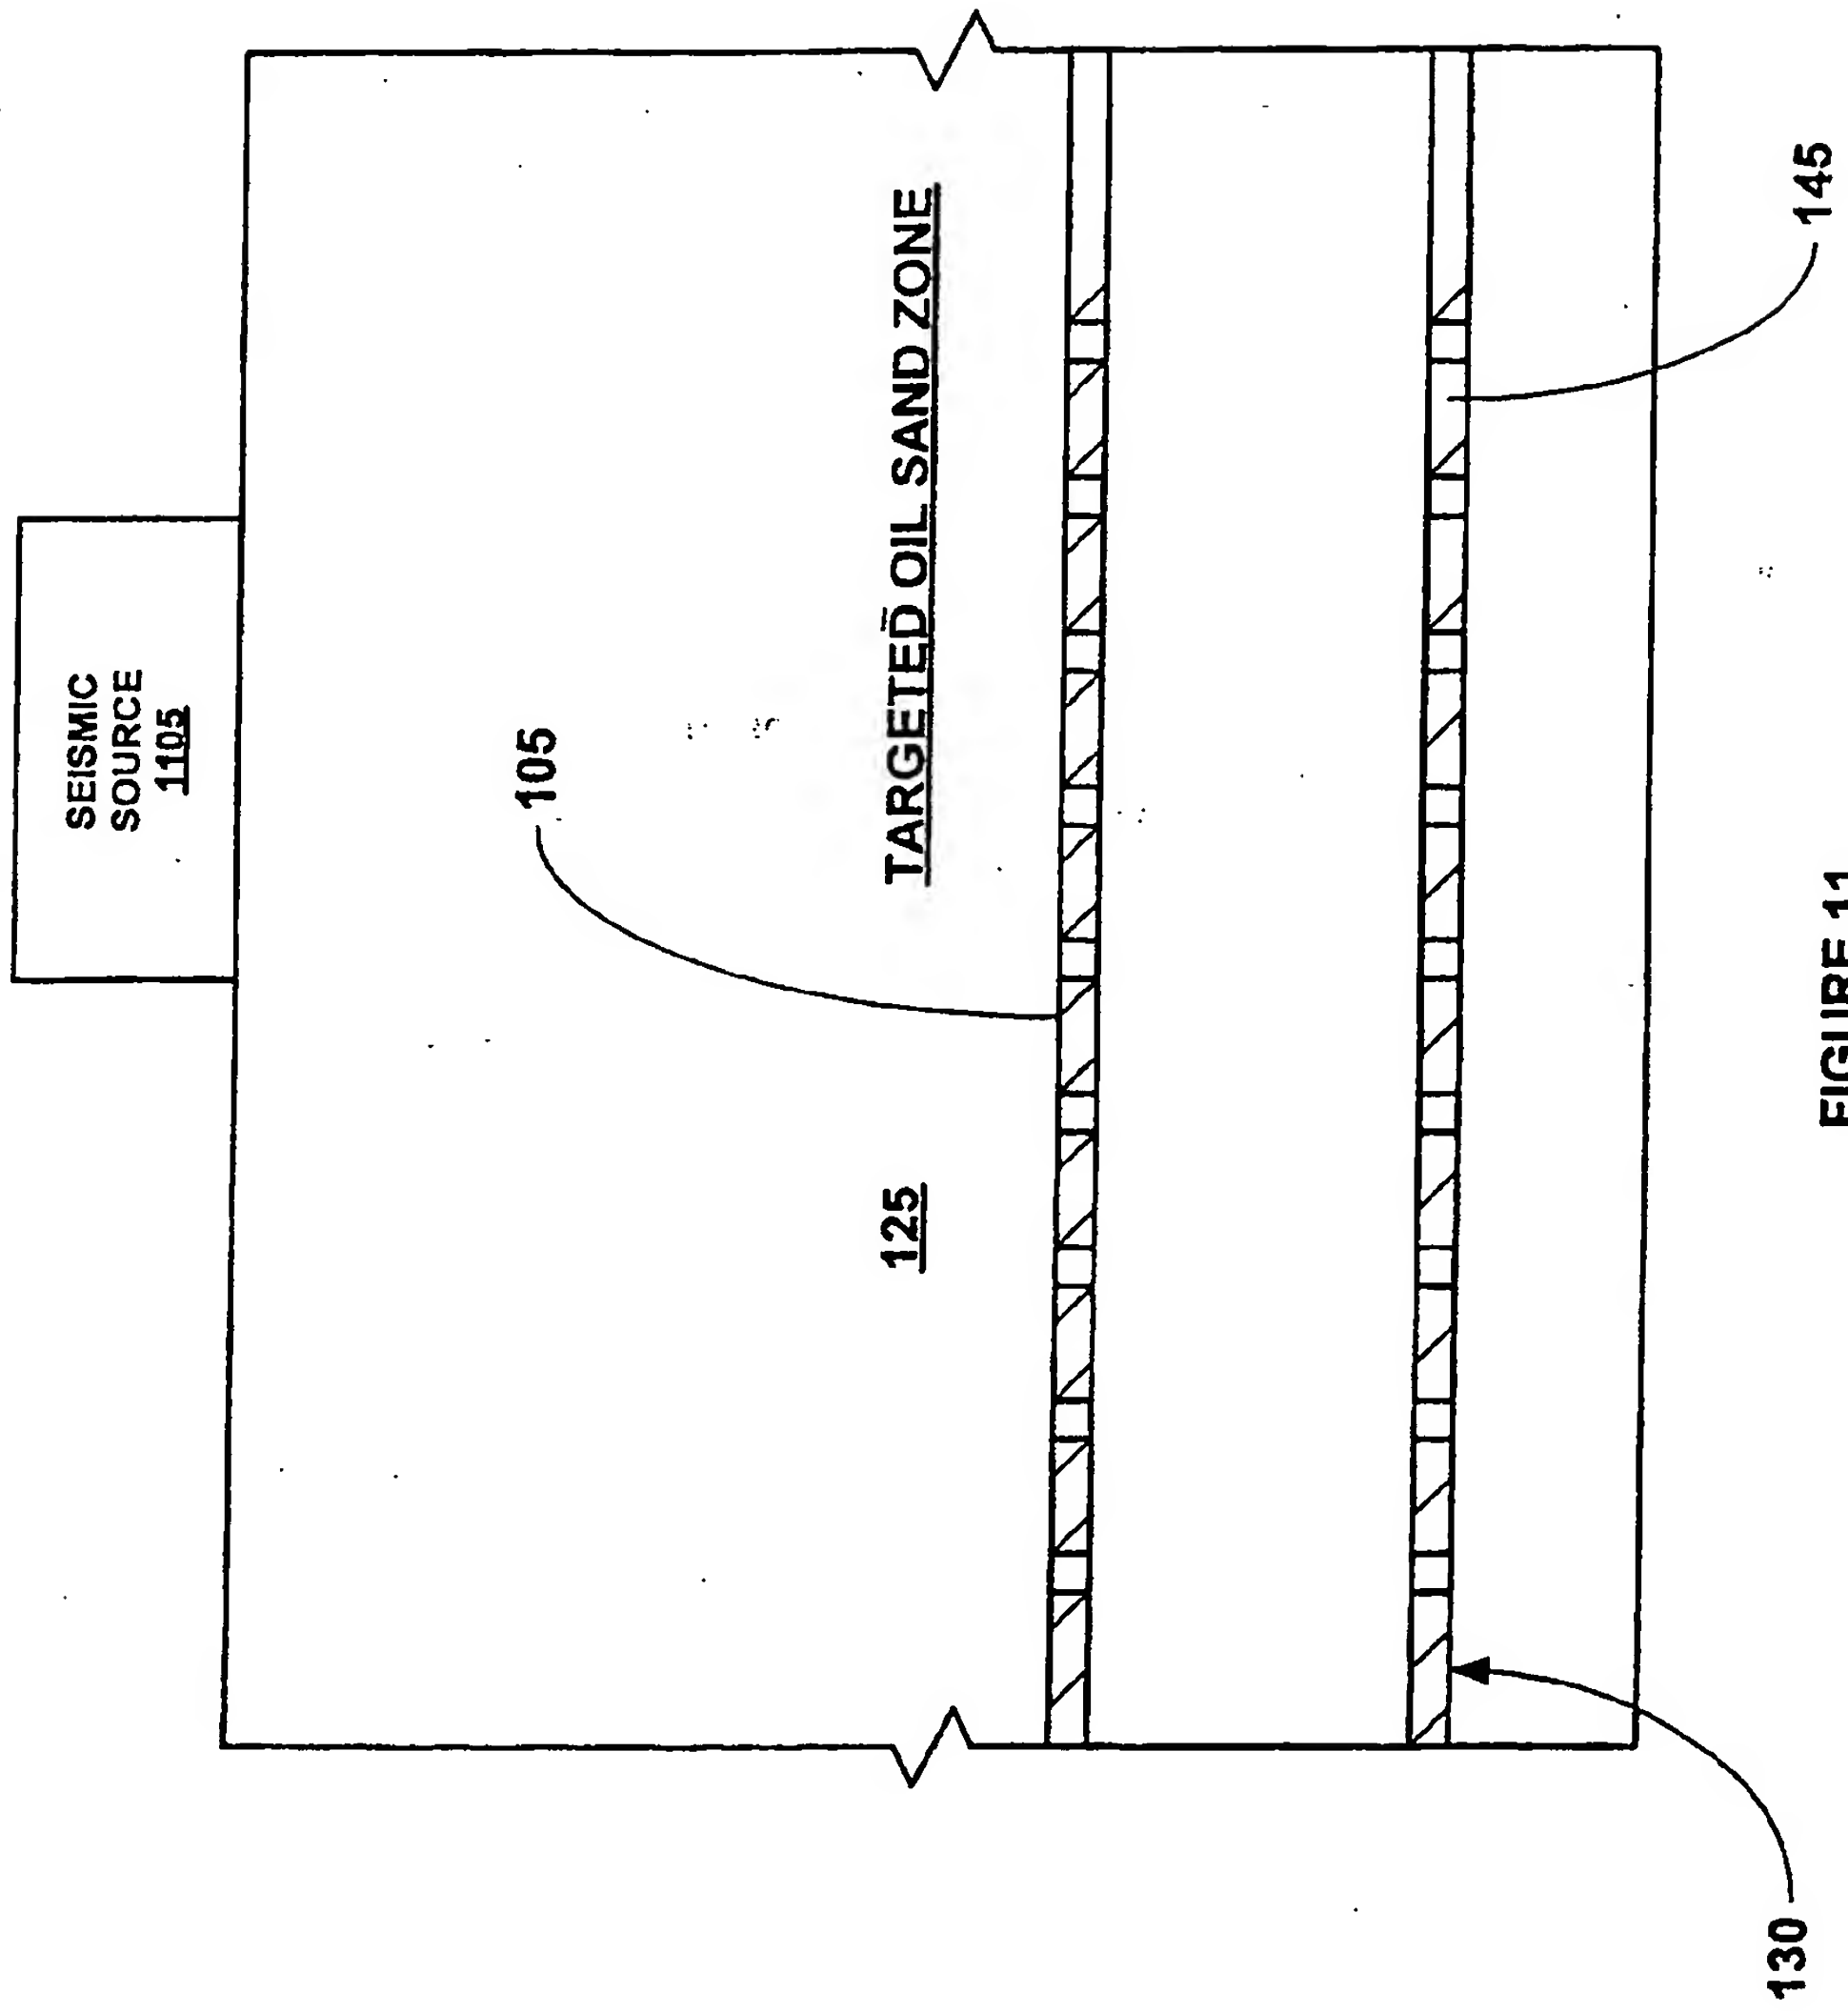 SEISMIC
SOURCE
1105
105
TARGETED OIL SAND ZONE
125
145
130
FIGURE 11